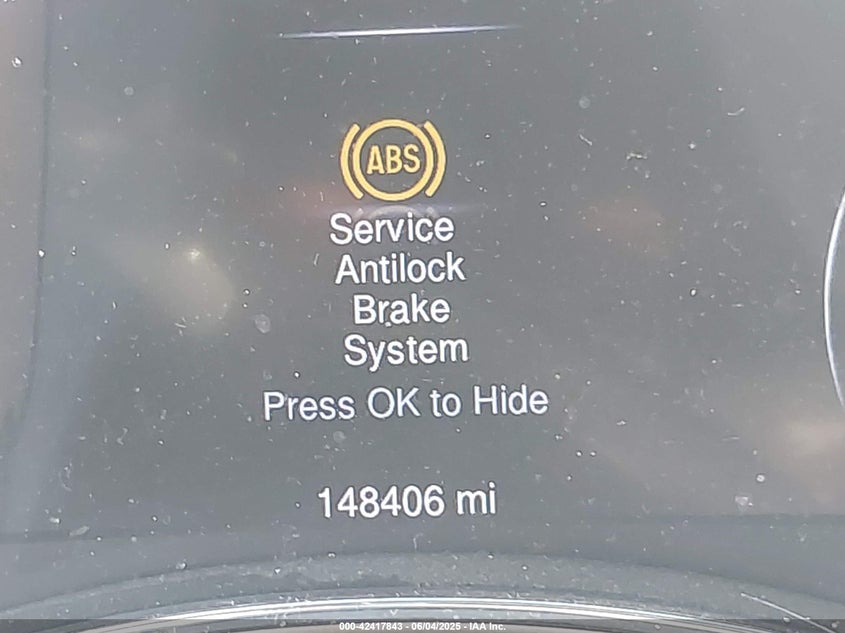 ABS
Service
Antilock
Brake
System
Press OK to Hide
148406 mi
000-42417843 - 06/04/2025 - IAA Inc.